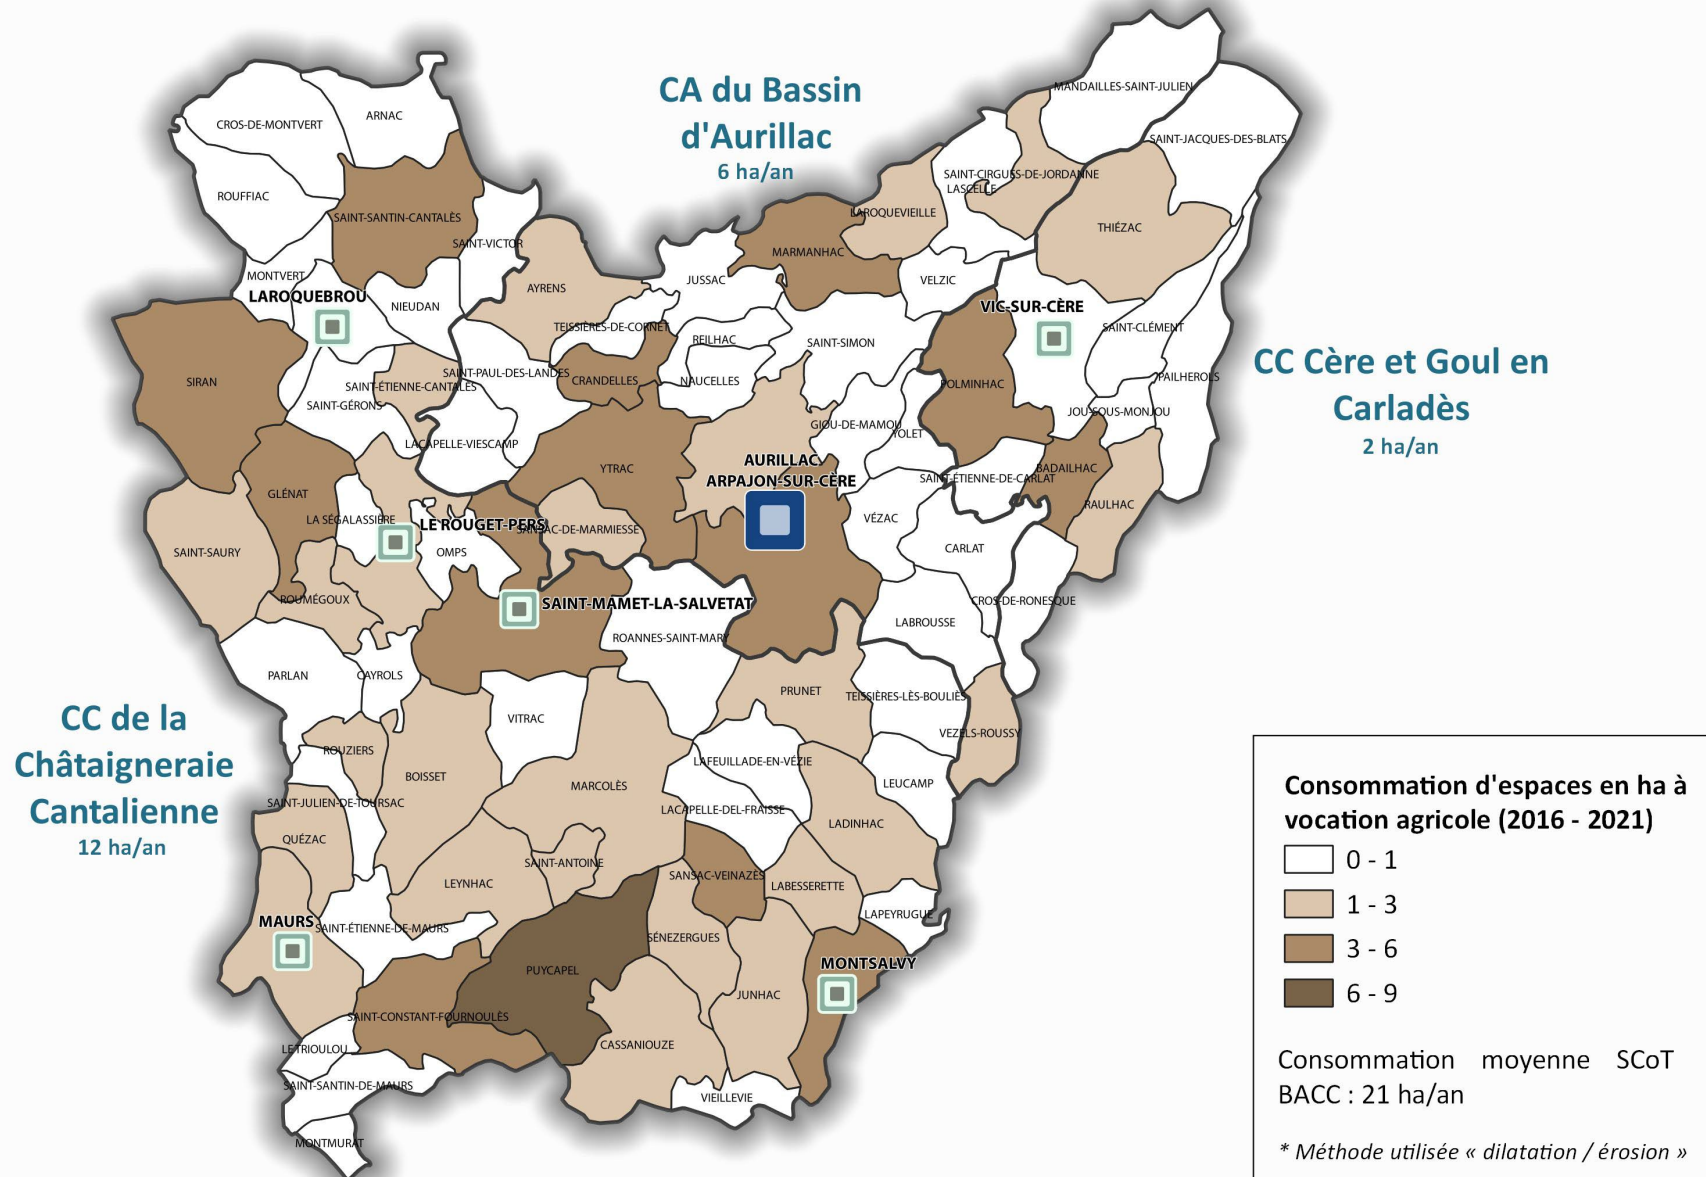 CA du Bassin
d'Aurillac
6 ha/an
CC Cère et Goul en
Carladès
2 ha/an
CC de la
Châtaigneraie
Cantalienne
12 ha/an
MANDAILLES-SAINT-JULIEN
ARNAC
CROS-DE-MONTVERT
SAINT-JACQUES-DES-BLATS
SAINT-CIRGUES-DE-JORDANNE
LASCELLE
ROUFFIAC
LAROQUEVIEILLE
SAINT-SANTIN-CANTALÈS
THIÉZAC
SAINT-VICTOR
MARMANHAC
MONTVERT
JUSSAC
VELZIC
AYRENS
LAROQUEBROU
NIEUDAN
VIC-SUR-CÈRE
TEISSIÈRES-DE-CORNET
SAINT-CLÉMENT
REILHAC
SAINT-SIMON
SAINT-PAUL-DES-LANDES
PAILHEROLS
SIRAN
CRANDELLES
NAUCELLES
POLMINHAC
SAINT-ÉTIENNE-CANTALÈS
SAINT-GÉRONS
JOU-SOUS-MONJOU
GIOU-DE-MAMOU
YOLET
LACAPELLE-VIESCAMP
AURILLAC
ARPAJON-SUR-CÈRE
YTRAC
BADAILHAC
SAINT-ÉTIENNE-DE-CARLAT
GLÉNAT
RAULHAC
LA SÉGALASSIÈRE
LE ROUGET-PERS
VÉZAC
SANSAC-DE-MARMIESSE
SAINT-SAURY
OMPS
CARLAT
ROUMÉGOUX
SAINT-MAMET-LA-SALVETAT
CROS-DE-RONESQUE
LABROUSSE
ROANNES-SAINT-MARY
PARLAN
CAYROLS
PRUNET
TEISSIÈRES-LÈS-BOULIÈS
VITRAC
VEZELS-ROUSSY
ROUZIERS
LAFEUILLADE-EN-VÉZIE
BOISSET
MARCOLÈS
LEUCAMP
SAINT-JULIEN-DE-TOURSAC
LACAPELLE-DEL-FRAISSE
LADINHAC
QUÉZAC
SAINT-ANTOINE
SANSAC-VEINAZÈS
LEYNHAC
LABESSERETTE
MAURS
SAINT-ÉTIENNE-DE-MAURS
LAPEYRUGUE
SÉNEZERGUES
MONTSALVY
PUYCAPEL
JUNHAC
SAINT-CONSTANT-FOURNOULÈS
CASSANIOUZE
LE TRIOULOU
SAINT-SANTIN-DE-MAURS
VIEILLEVIE
MONTMURAT
Consommation d'espaces en ha à
vocation agricole (2016 - 2021)
0 - 1
1 - 3
3 - 6
6 - 9
Consommation moyenne SCoT
BACC : 21 ha/an
* Méthode utilisée « dilatation / érosion »